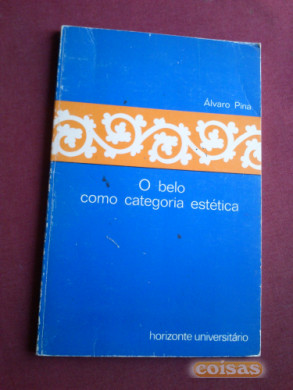 Álvaro Pina
O belo
como categoria estética
horizonte universitário
coisas